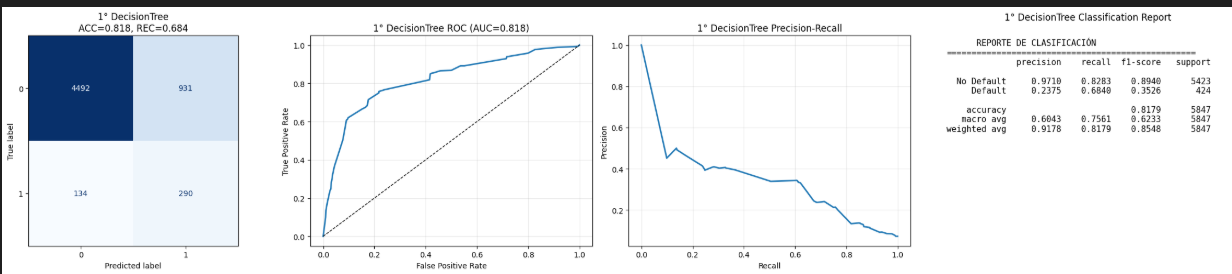 1° DecisionTree
ACC=0.818, REC=0.684
0
1
True label
4492
931
134
290
0
1
Predicted label
1° DecisionTree ROC (AUC=0.818)
1.0
0.8
0.6
0.4
0.2
0.0
True Positive Rate
0.0 0.2 0.4 0.6 0.8 1.0
False Positive Rate
1° DecisionTree Precision-Recall
1.0
0.8
0.6
0.4
0.2
Precision
0.0 0.2 0.4 0.6 0.8 1.0
Recall
1° DecisionTree Classification Report
REPORTE DE CLASIFICACIÓN
==================================================
precision recall f1-score support
No Default 0.9710 0.8283 0.8940 5423
Default 0.2375 0.6840 0.3526 424
accuracy 0.8179 5847
macro avg 0.6043 0.7561 0.6233 5847
weighted avg 0.9178 0.8179 0.8548 5847